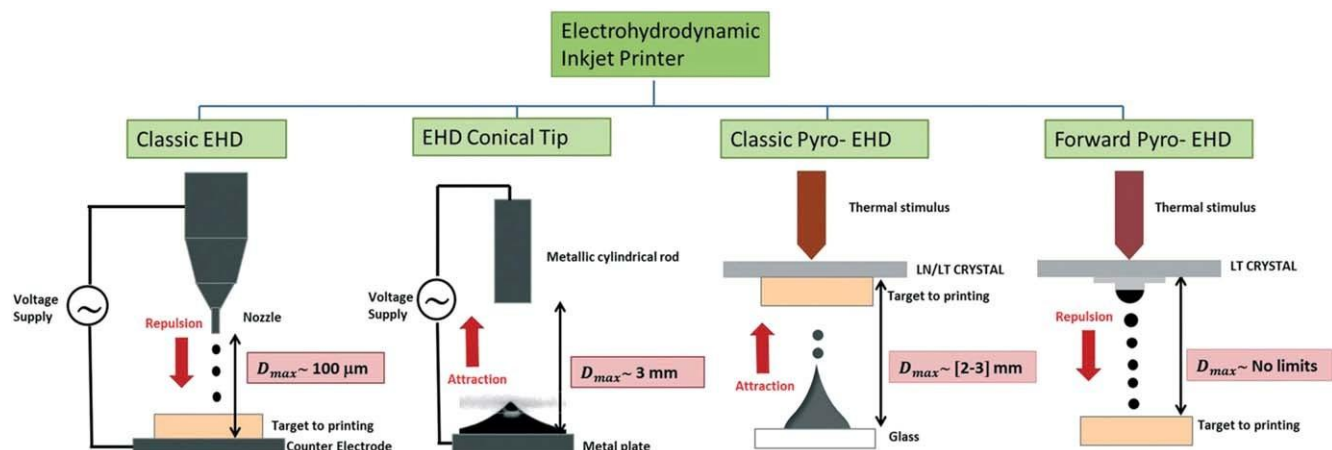 Electrohydrodynamic
Inkjet Printer
Classic EHD
EHD Conical Tip
Classic Pyro- EHD
Forward Pyro- EHD
Voltage
Supply
Nozzle
Repulsion
D_max~ 100 µm
Target to printing
Counter Electrode
Voltage
Supply
Metallic cylindrical rod
Attraction
D_max~ 3 mm
Metal plate
Thermal stimulus
LN/LT CRYSTAL
Target to printing
Attraction
D_max~ [2-3] mm
Glass
Thermal stimulus
LT CRYSTAL
Repulsion
D_max~ No limits
Target to printing